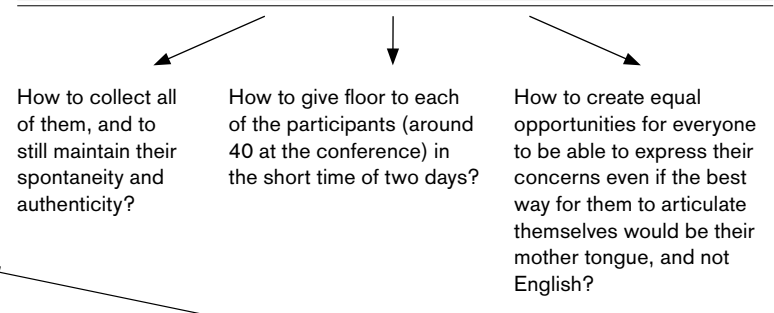 How to collect all
of them, and to
still maintain their
spontaneity and
authenticity?
How to give floor to each
of the participants (around
40 at the conference) in
the short time of two days?
How to create equal
opportunities for everyone
to be able to express their
concerns even if the best
way for them to articulate
themselves would be their
mother tongue, and not
English?